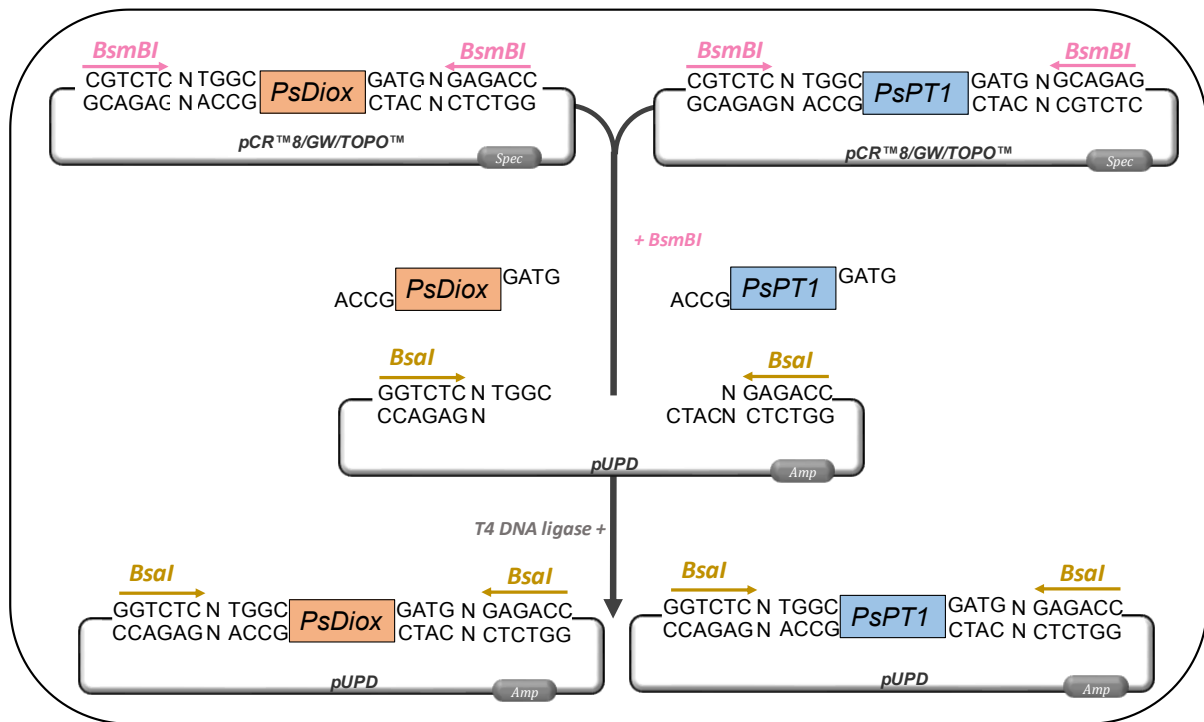 BsmBI BsmBI
CGTCTC N TGGC PsDiox GATG N GAGACC
GCAGAG N ACCG CTAC N CTCTGG
pCR™8/GW/TOPO™
Spec
BsmBI BsmBI
CGTCTC N TGGC PsPT1 GATG N GCAGAG
GCAGAG N ACCG CTAC N CGTCTC
pCR™8/GW/TOPO™
Spec
+ BsmBI
ACCG PsDiox GATG
ACCG PsPT1 GATG
BsaI BsaI
GGTCTC N TGGC N GAGACC
CCAGAG N CTAC N CTCTGG
pUPD
Amp
T4 DNA ligase +
BsaI BsaI
GGTCTC N TGGC PsDiox GATG N GAGACC
CCAGAG N ACCG CTAC N CTCTGG
pUPD
Amp
BsaI BsaI
GGTCTC N TGGC PsPT1 GATG N GAGACC
CCAGAG N ACCG CTAC N CTCTGG
pUPD
Amp